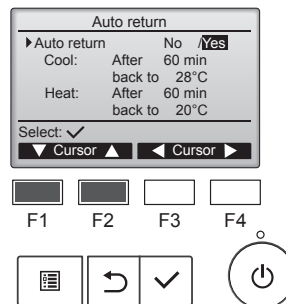 Auto return
Auto return No / Yes
Cool: After 60 min
back to 28°C
Heat: After 60 min
back to 20°C
Select: ✓
▼ Cursor ▲ ◀ Cursor ▶
F1 F2 F3 F4